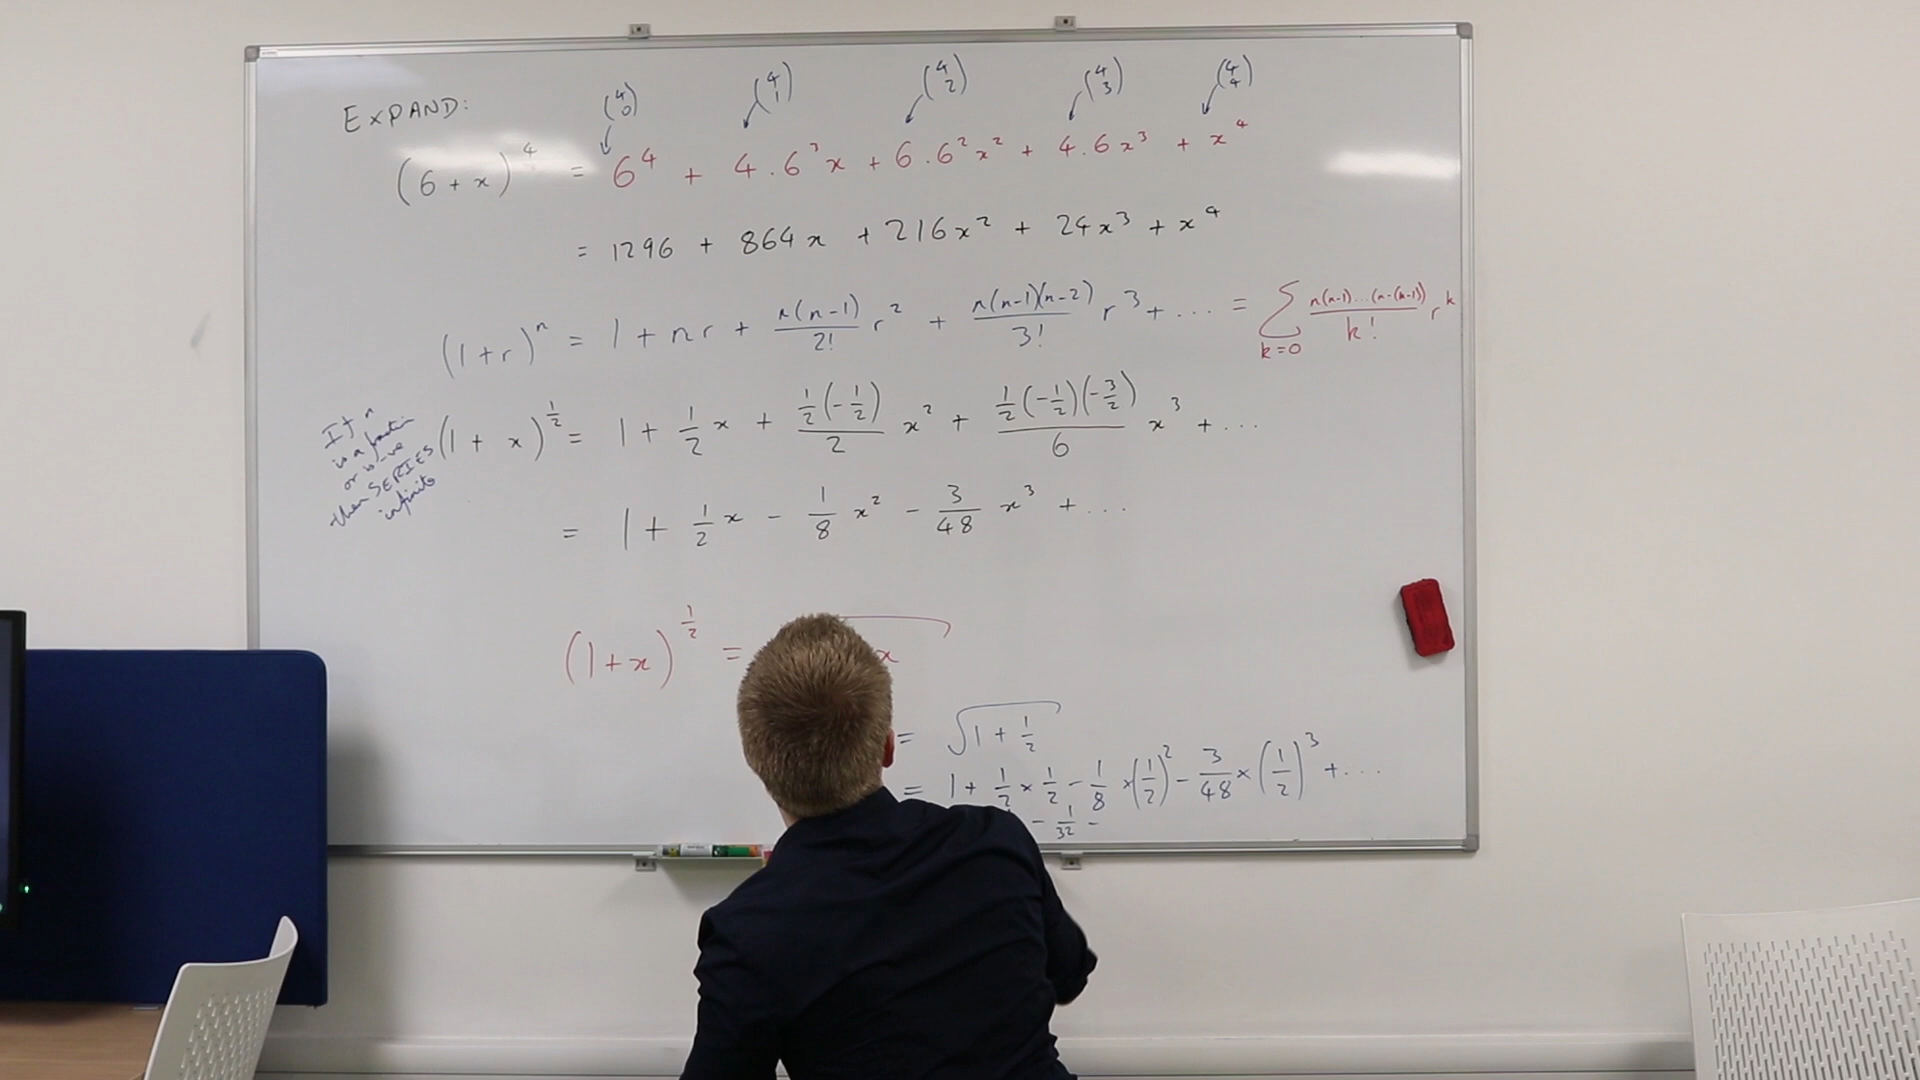 EXPAND:
(4 0) (4 1) (4 2) (4 3) (4 4)
(6 + x)^4 = 6^4 + 4.6^3 x + 6.6^2 x^2 + 4.6x^3 + x^4
= 1296 + 864x + 216x^2 + 24x^3 + x^4
(1+r)^n = 1 + nr + n(n-1)/2! r^2 + n(n-1)(n-2)/3! r^3 + ... = ∑ k=0 n(n-1)...(n-(k-1))/k! r^k
If n
is a fraction
or is -ve
then SERIES
infinite
(1 + x)^1/2 = 1 + 1/2 x + 1/2(-1/2)/2 x^2 + 1/2(-1/2)(-3/2)/6 x^3 + ...
= 1 + 1/2 x - 1/8 x^2 - 3/48 x^3 + ...
(1+x)^1/2 = x
= √1 + 1/2
= 1 + 1/2 × 1/2 - 1/8 × (1/2)^2 - 3/48 × (1/2)^3 + ....
- 1/32 -